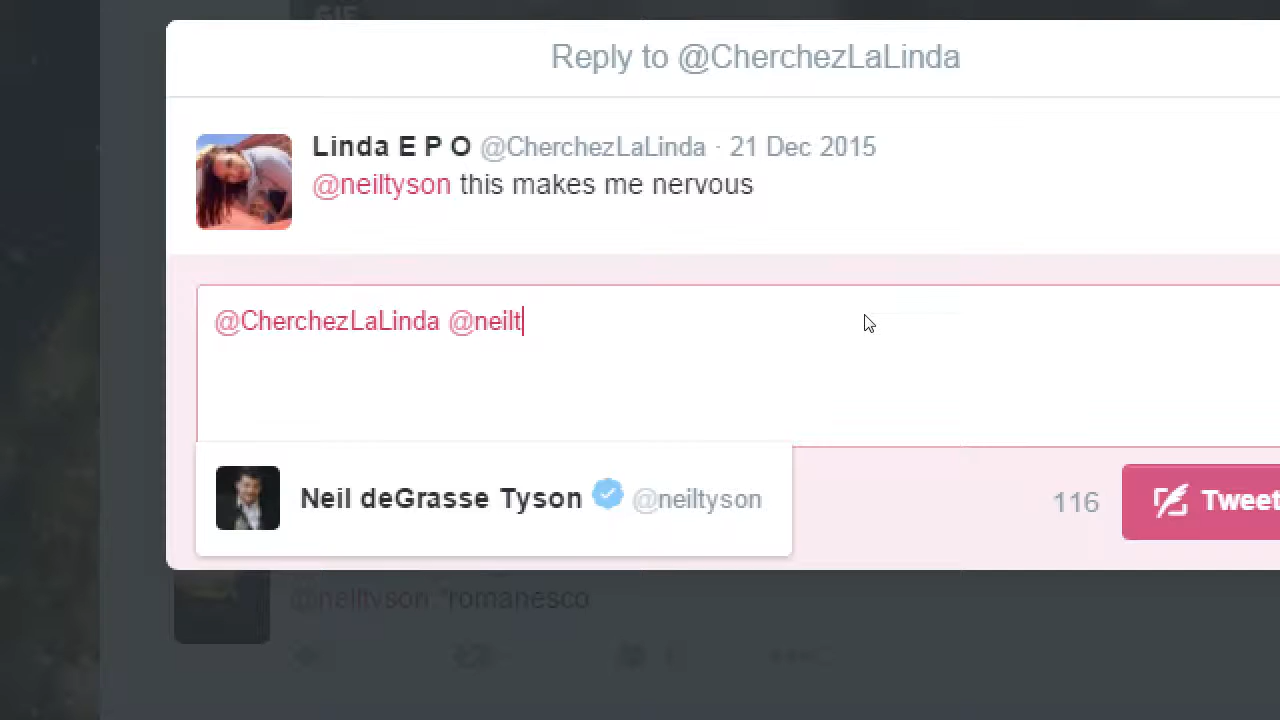 GIF
Reply to @CherchezLaLinda
Linda E P O @CherchezLaLinda · 21 Dec 2015
@neiltyson this makes me nervous
@CherchezLaLinda @neilt
Neil deGrasse Tyson @neiltyson
116 Tweet
@neiltyson "romanesco